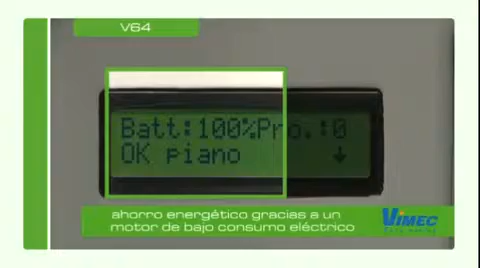 V64
Batt:100%Pro.:0
OK piano ↓
ahorro energético gracias a un
motor de bajo consumo eléctrico
VIMEC